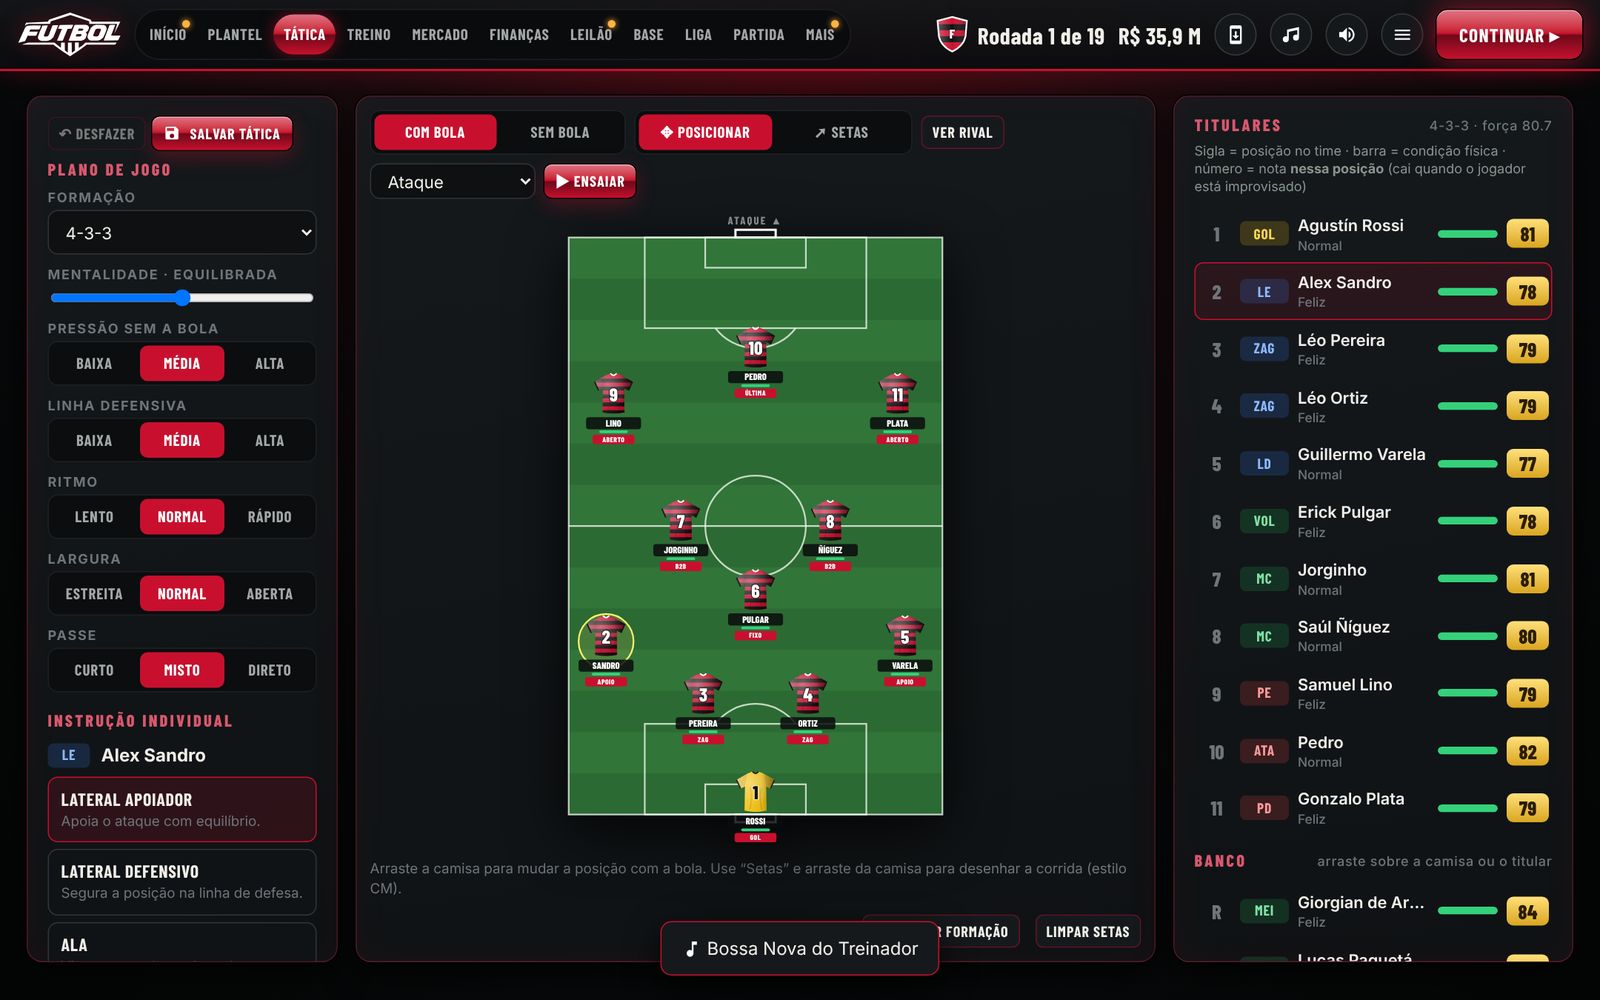 FUTBOL
INÍCIO
PLANTEL
TÁTICA
TREINO
MERCADO
FINANÇAS
LEILÃO
BASE
LIGA
PARTIDA
MAIS
F
Rodada 1 de 19
R$ 35,9 M
CONTINUAR ▸
↶ DESFAZER
SALVAR TÁTICA
PLANO DE JOGO
FORMAÇÃO
4-3-3
MENTALIDADE · EQUILIBRADA
PRESSÃO SEM A BOLA
BAIXA
MÉDIA
ALTA
LINHA DEFENSIVA
BAIXA
MÉDIA
ALTA
RITMO
LENTO
NORMAL
RÁPIDO
LARGURA
ESTREITA
NORMAL
ABERTA
PASSE
CURTO
MISTO
DIRETO
INSTRUÇÃO INDIVIDUAL
LE
Alex Sandro
LATERAL APOIADOR
Apoia o ataque com equilíbrio.
LATERAL DEFENSIVO
Segura a posição na linha de defesa.
ALA
COM BOLA
SEM BOLA
✥ POSICIONAR
↗ SETAS
VER RIVAL
Ataque
▶ ENSAIAR
ATAQUE ▲
10
PEDRO
ÚLTIMA
9
LINO
ABERTO
11
PLATA
ABERTO
7
JORGINHO
B2B
8
ÑÍGUEZ
B2B
6
PULGAR
FIXO
2
SANDRO
APOIO
5
VARELA
APOIO
3
PEREIRA
ZAG
4
ORTIZ
ZAG
1
ROSSI
GOL
Arraste a camisa para mudar a posição com a bola. Use “Setas” e arraste da camisa para desenhar a corrida (estilo
CM).
R FORMAÇÃO
LIMPAR SETAS
Bossa Nova do Treinador
TITULARES
4-3-3 · força 80.7
Sigla = posição no time · barra = condição física ·
número = nota nessa posição (cai quando o jogador
está improvisado)
1
GOL
Agustín Rossi
Normal
81
2
LE
Alex Sandro
Feliz
78
3
ZAG
Léo Pereira
Feliz
79
4
ZAG
Léo Ortiz
Feliz
79
5
LD
Guillermo Varela
Normal
77
6
VOL
Erick Pulgar
Feliz
78
7
MC
Jorginho
Normal
81
8
MC
Saúl Ñíguez
Normal
80
9
PE
Samuel Lino
Feliz
79
10
ATA
Pedro
Normal
82
11
PD
Gonzalo Plata
Feliz
79
BANCO
arraste sobre a camisa ou o titular
R
MEI
Giorgian de Ar...
Feliz
84
Lucas Paquetá